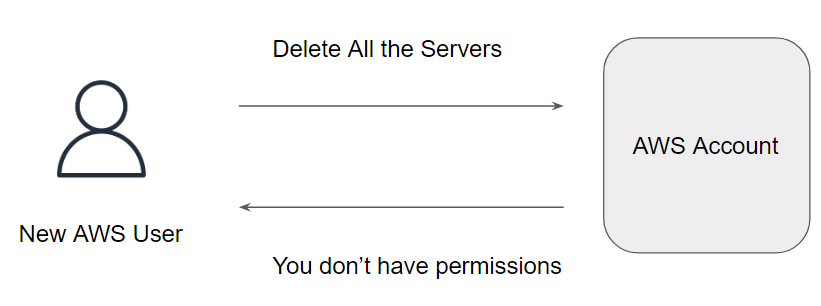 Delete All the Servers
AWS Account
New AWS User
You don’t have permissions